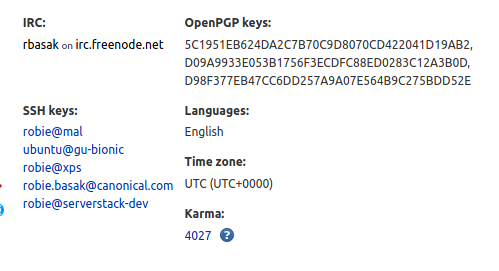 IRC:
rbasak on irc.freenode.net
OpenPGP keys:
5C1951EB624DA2C7B70C9D8070CD422041D19AB2,
D09A9933E053B1756F3ECDFC88ED0283C12A3B0D,
D98F377EB47CC6DD257A9A07E564B9C275BDD52E
SSH keys:
robie@mal
ubuntu@gu-bionic
robie@xps
robie.basak@canonical.com
robie@serverstack-dev
Languages:
English
Time zone:
UTC (UTC+0000)
Karma:
4027 ?